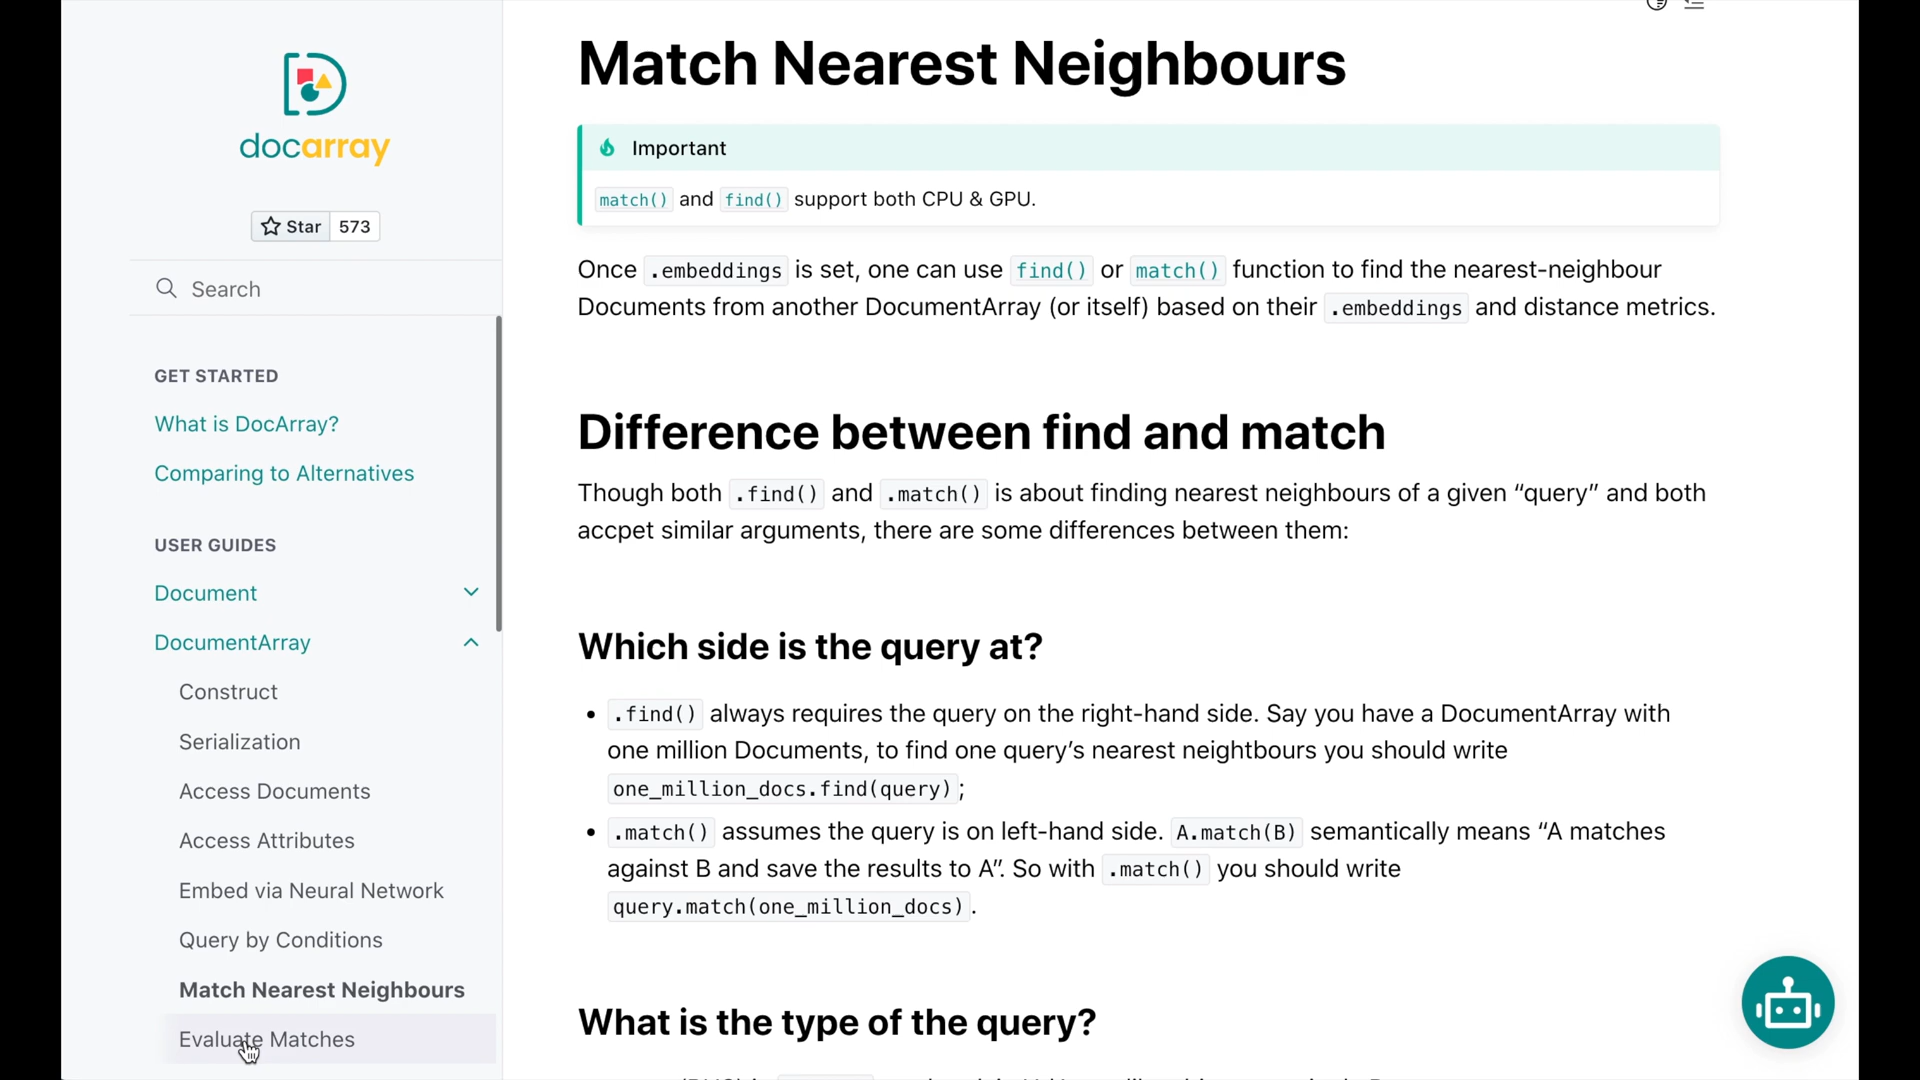 docarray
Star 573
Search
GET STARTED
What is DocArray?
Comparing to Alternatives
USER GUIDES
Document
DocumentArray
Construct
Serialization
Access Documents
Access Attributes
Embed via Neural Network
Query by Conditions
Match Nearest Neighbours
Evaluate Matches
Match Nearest Neighbours
Important
match() and find() support both CPU & GPU.
Once .embeddings is set, one can use find() or match() function to find the nearest-neighbour
Documents from another DocumentArray (or itself) based on their .embeddings and distance metrics.
Difference between find and match
Though both .find() and .match() is about finding nearest neighbours of a given “query” and both
accpet similar arguments, there are some differences between them:
Which side is the query at?
• .find() always requires the query on the right-hand side. Say you have a DocumentArray with
one million Documents, to find one query’s nearest neightbours you should write
one_million_docs.find(query);
• .match() assumes the query is on left-hand side. A.match(B) semantically means “A matches
against B and save the results to A”. So with .match() you should write
query.match(one_million_docs).
What is the type of the query?